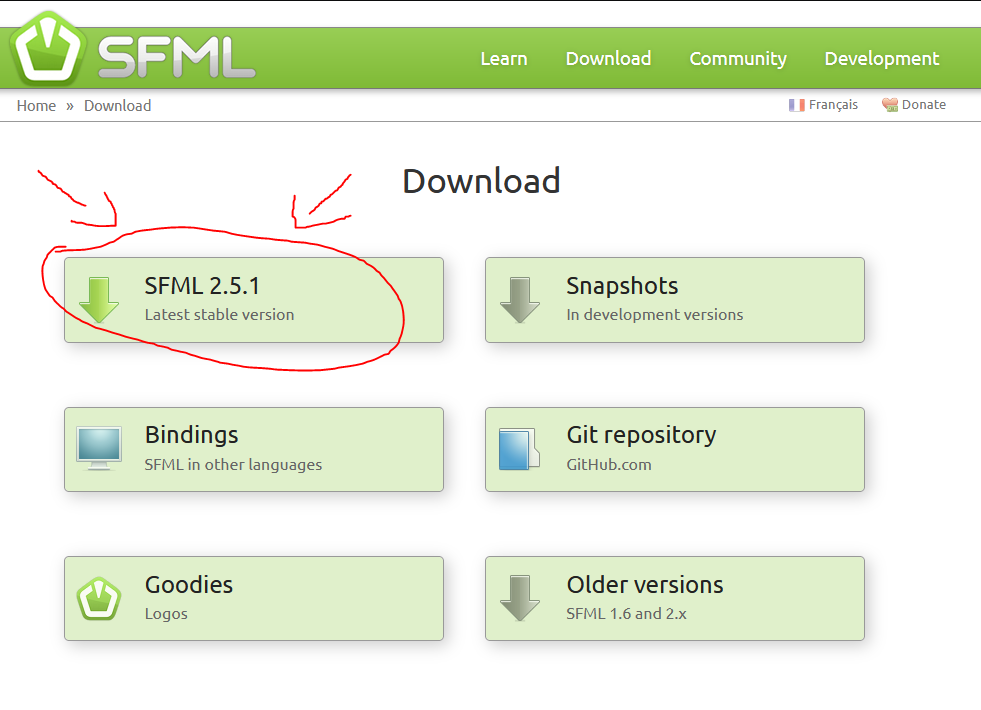 SFML
Learn Download Community Development
Home » Download
Français Donate
Download
SFML 2.5.1
Latest stable version
Snapshots
In development versions
Bindings
SFML in other languages
Git repository
GitHub.com
Goodies
Logos
Older versions
SFML 1.6 and 2.x